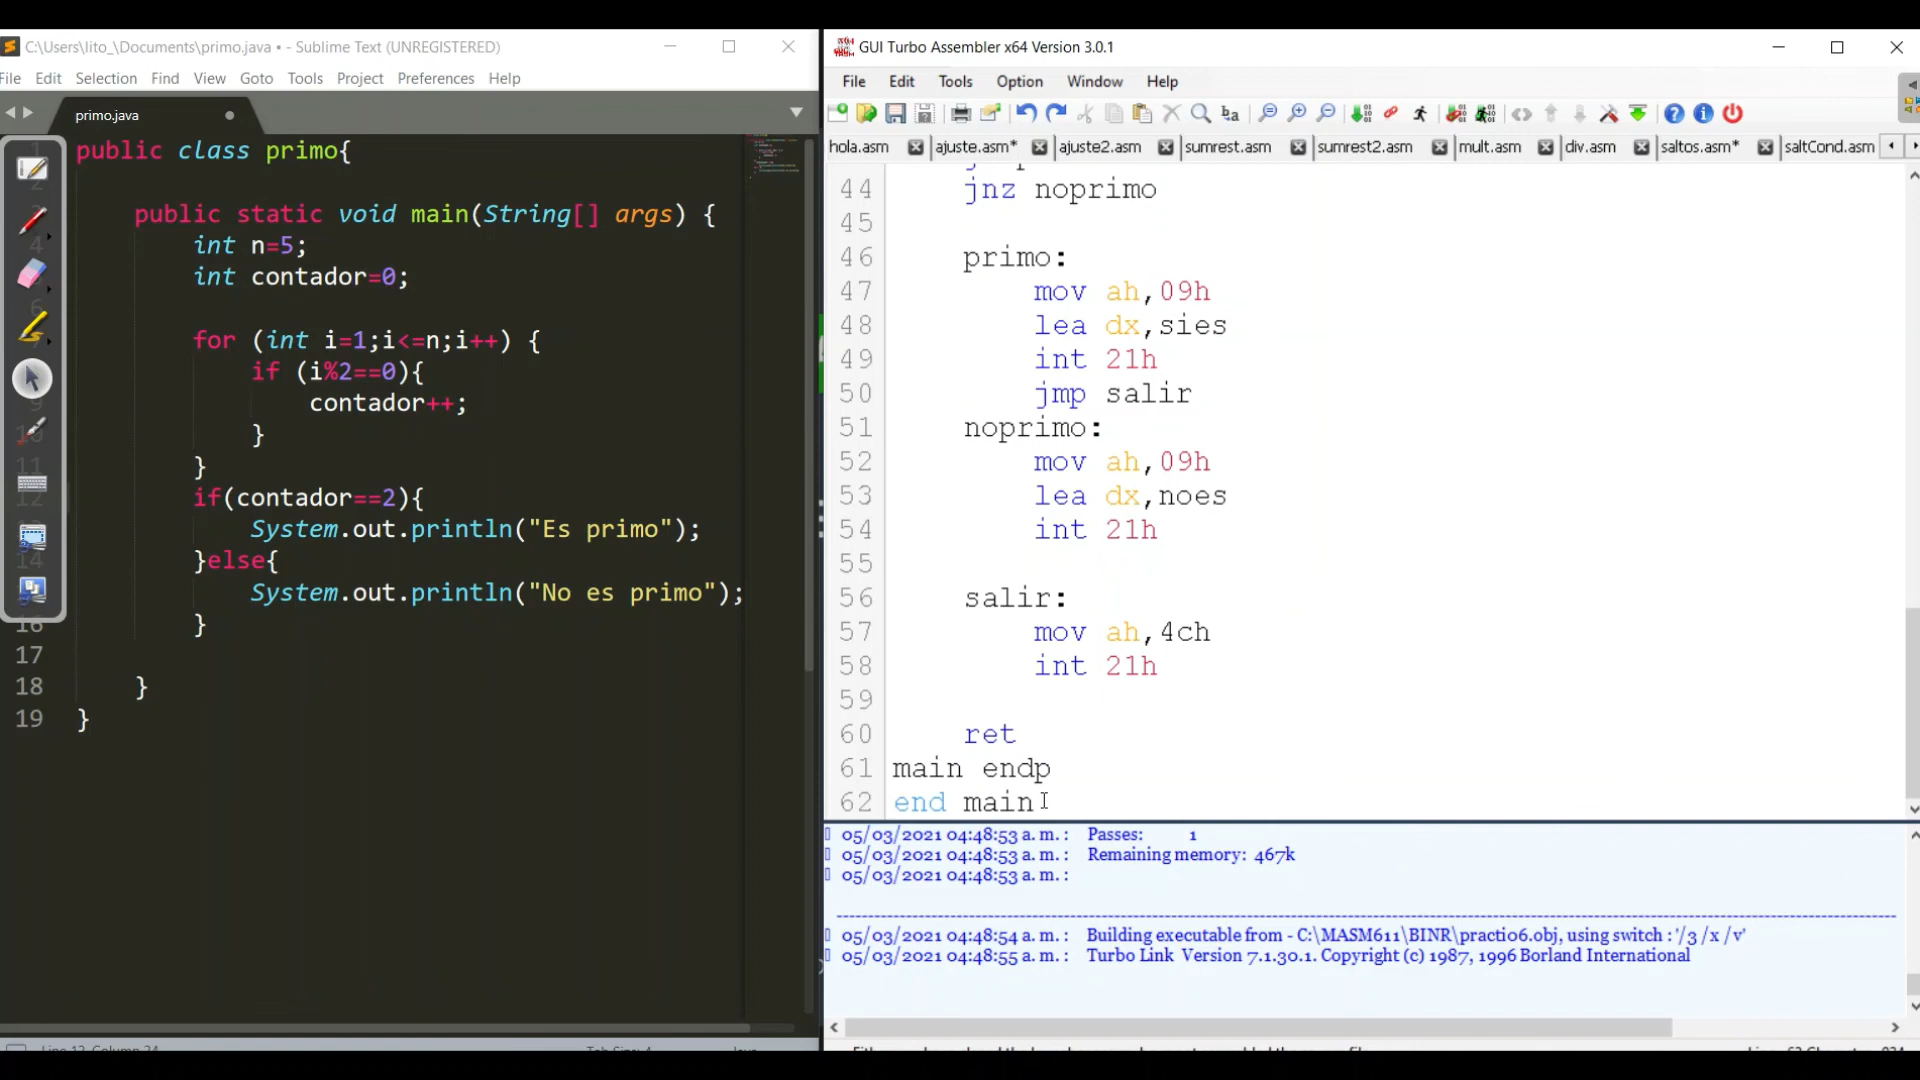 C:\Users\lito_\Documents\primo.java • - Sublime Text (UNREGISTERED)
File Edit Selection Find View Goto Tools Project Preferences Help
primo.java
public class primo{
public static void main(String[] args) {
int n=5;
int contador=0;
for (int i=1;i<=n;i++) {
if (i%2==0){
contador++;
}
}
if(contador==2){
System.out.println("Es primo");
}else{
System.out.println("No es primo");
16 }
17
18 }
19 }
GUI Turbo Assembler x64 Version 3.0.1
File Edit Tools Option Window Help
hola.asm ajuste.asm* ajuste2.asm sumrest.asm sumrest2.asm mult.asm div.asm saltos.asm* saltCond.asm
44 jnz noprimo
45
46 primo:
47 mov ah,09h
48 lea dx,sies
49 int 21h
50 jmp salir
51 noprimo:
52 mov ah,09h
53 lea dx,noes
54 int 21h
55
56 salir:
57 mov ah,4ch
58 int 21h
59
60 ret
61 main endp
62 end main
05/03/2021 04:48:53 a. m. : Passes: 1
05/03/2021 04:48:53 a. m. : Remaining memory: 467k
05/03/2021 04:48:53 a. m. :
05/03/2021 04:48:54 a. m. : Building executable from - C:\MASM611\BINR\practi06.obj, using switch : '/3 /x /v'
05/03/2021 04:48:55 a. m. : Turbo Link Version 7.1.30.1. Copyright (c) 1987, 1996 Borland International